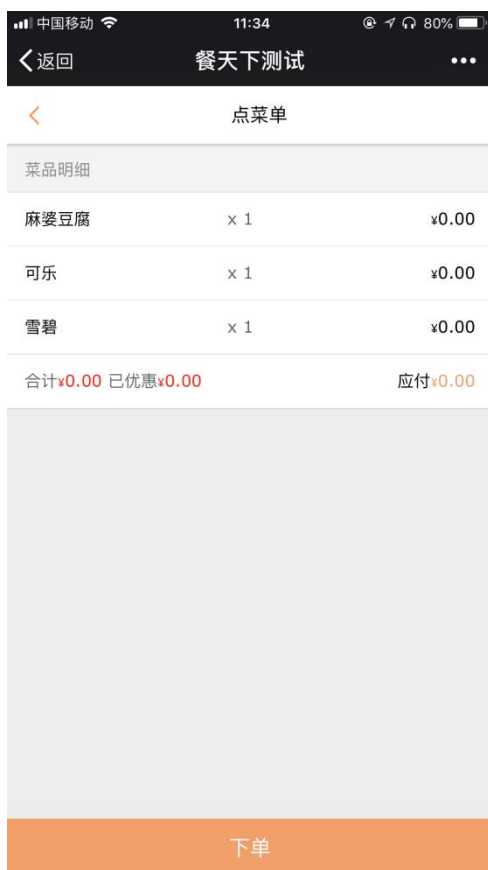 中国移动 11:34 80%
返回 餐天下测试
点菜单
菜品明细
麻婆豆腐 x 1 ¥0.00
可乐 x 1 ¥0.00
雪碧 x 1 ¥0.00
合计¥0.00 已优惠¥0.00 应付¥0.00
下单